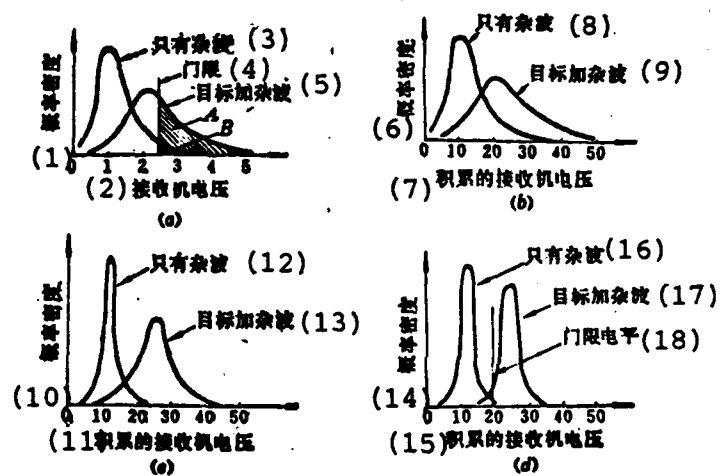 只有杂波 (3)
门限 (4)
目标加杂波 (5)
A
B
概率密度
(1)
0 1 2 3 4 5
(2) 接收机电压
(a)
只有杂波 (8)
目标加杂波 (9)
概率密度
(6)
0 10 20 30 50
(7) 积累的接收机电压
(b)
只有杂波 (12)
目标加杂波 (13)
概率密度
(10)
0 10 20 30 50
(11) 积累的接收机电压
(c)
只有杂波 (16)
目标加杂波 (17)
门限电平 (18)
概率密度
(14)
0 10 20 30 50
(15) 积累的接收机电压
(d)